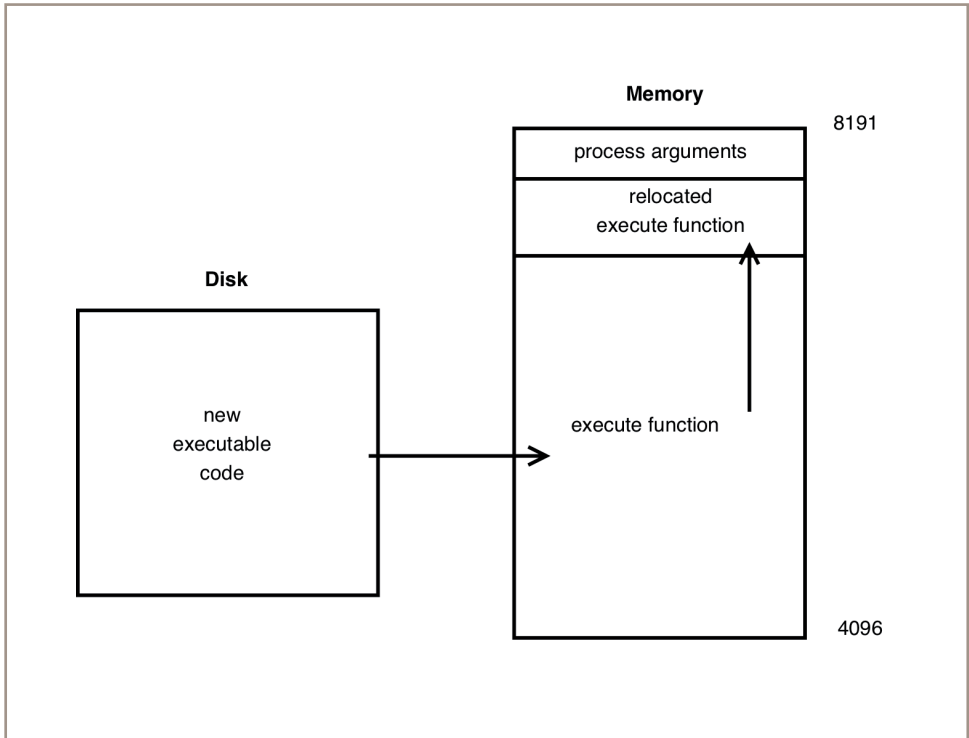 Memory
8191
process arguments
relocated
execute function
Disk
new
executable
code
execute function
4096